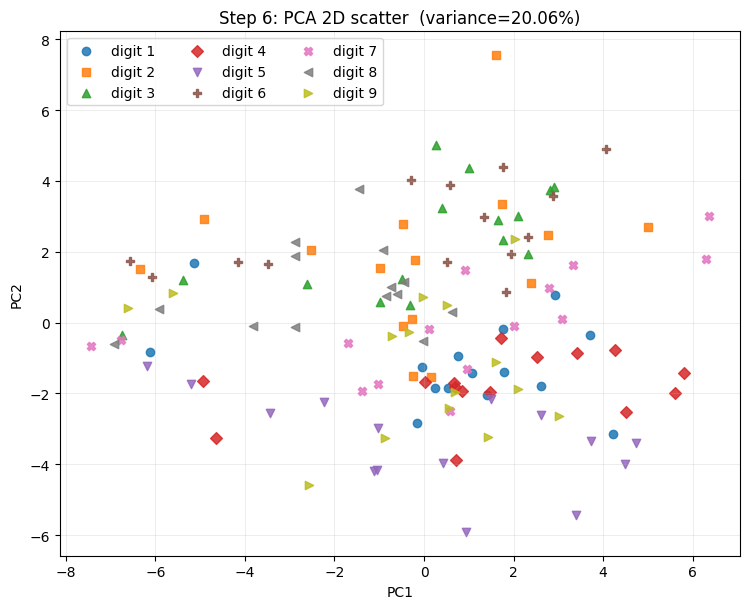 Step 6: PCA 2D scatter  (variance=20.06%)
digit 1 digit 4 digit 7
digit 2 digit 5 digit 8
digit 3 digit 6 digit 9
8
6
4
2
0
−2
−4
−6
PC2
−8 −6 −4 −2 0 2 4 6
PC1